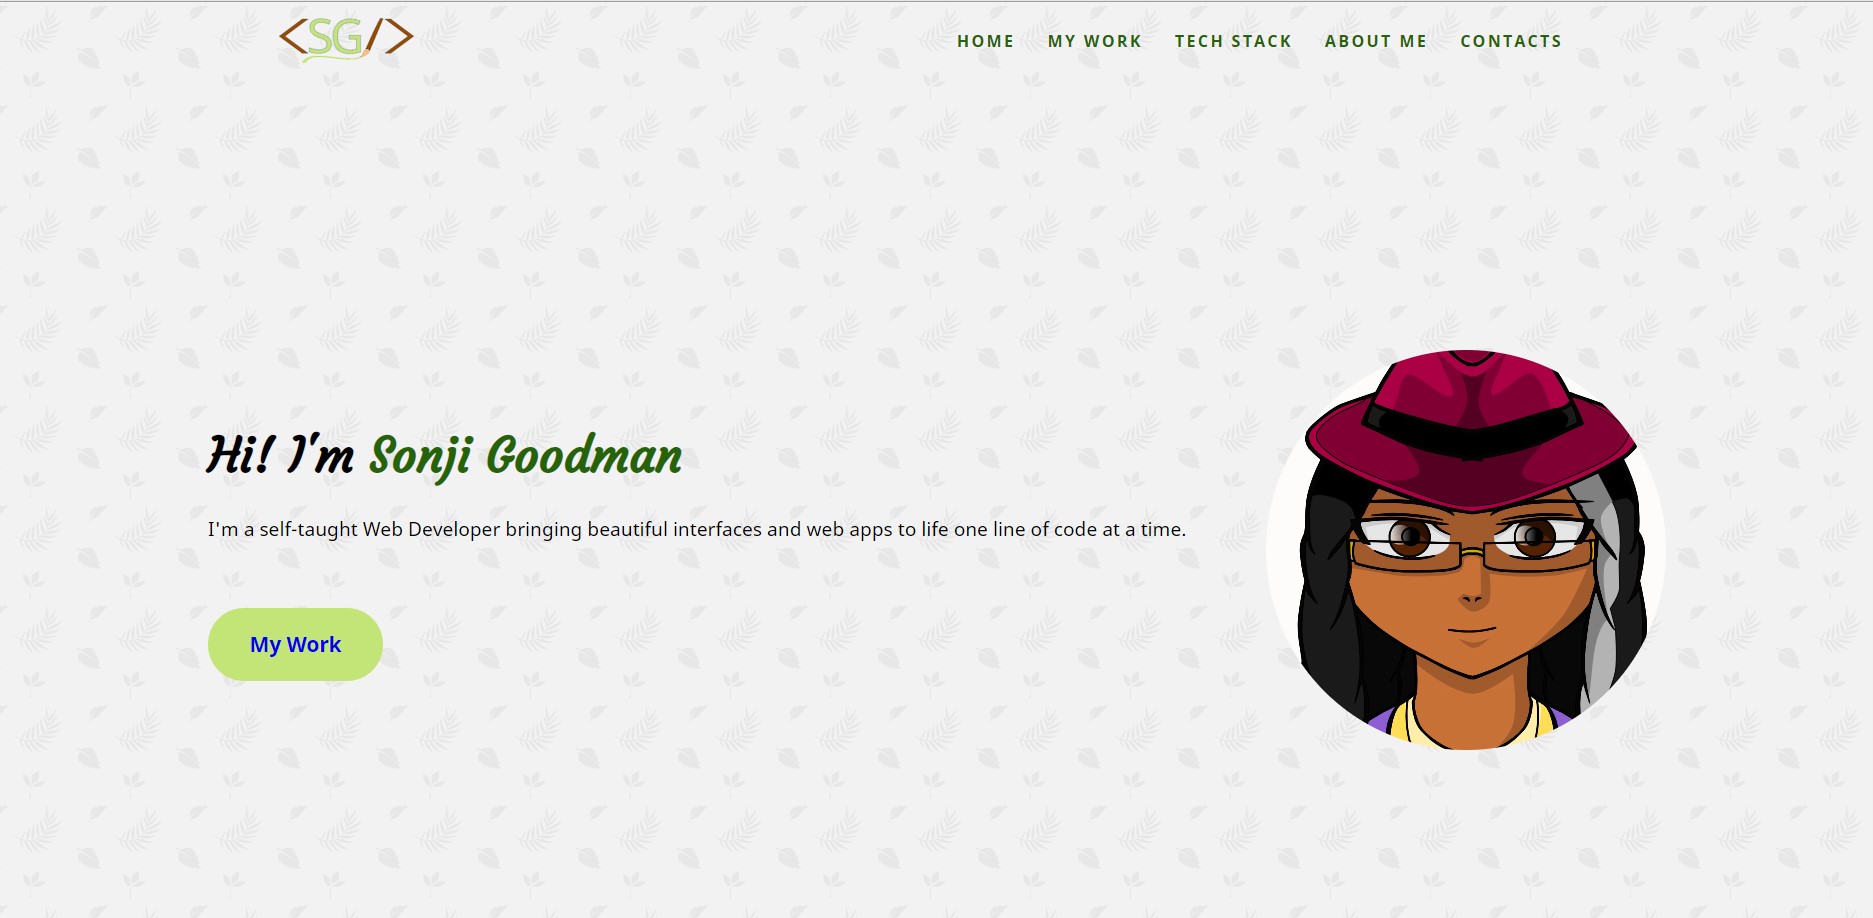 <SG/>
HOME MY WORK TECH STACK ABOUT ME CONTACTS
Hi! I'm Sonji Goodman
I'm a self-taught Web Developer bringing beautiful interfaces and web apps to life one line of code at a time.
My Work